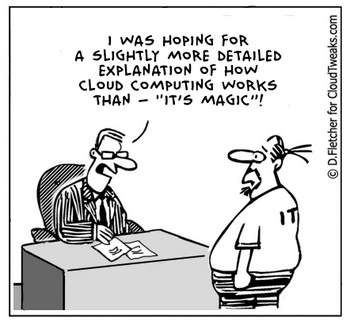 I WAS HOPING FOR
A SLIGHTLY MORE DETAILED
EXPLANATION OF HOW
CLOUD COMPUTING WORKS
THAN – "IT'S MAGIC"!
IT
© D.Fletcher for CloudTweaks.com